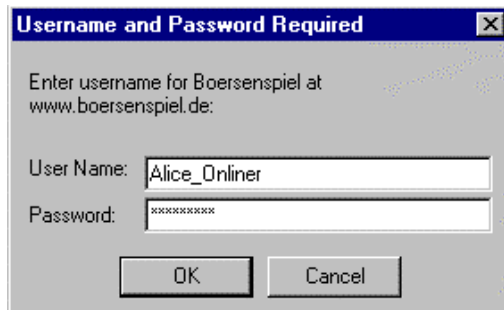 Username and Password Required
Enter username for Boersenspiel at
www.boersenspiel.de:
User Name: Alice_Onliner
Password: *********
OK Cancel